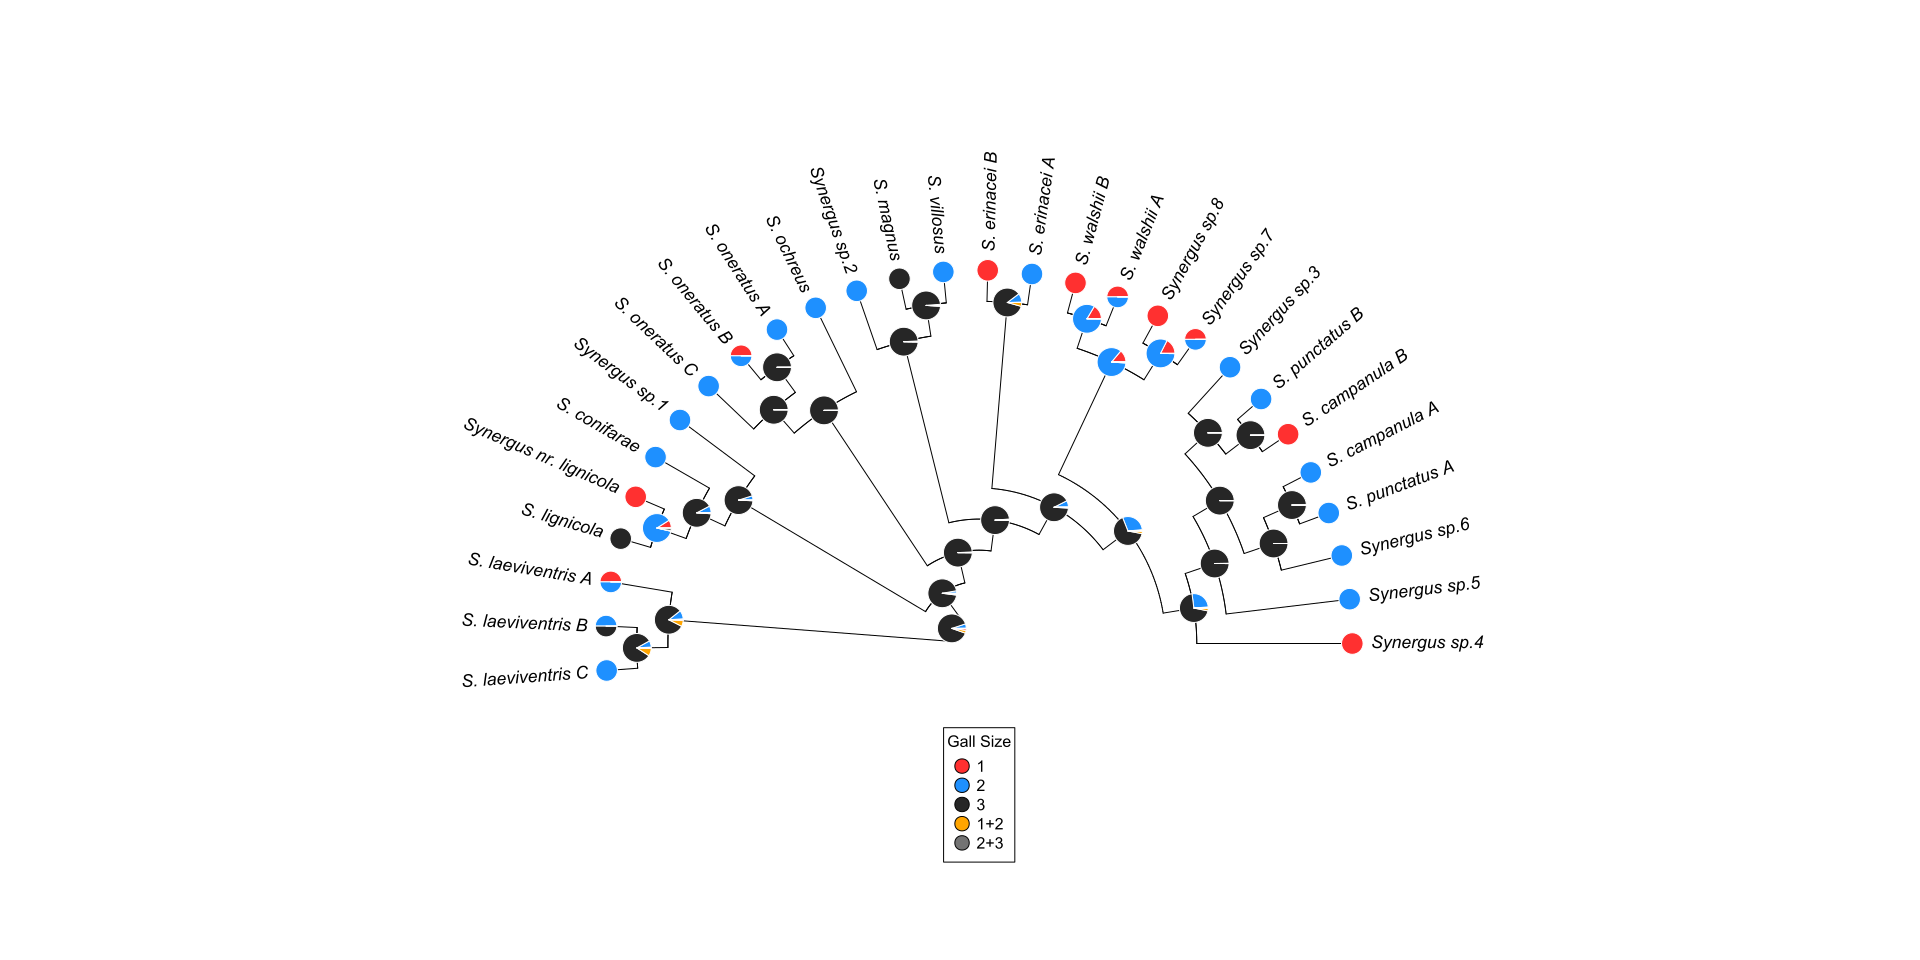 S. laeviventris C
S. laeviventris B
S. laeviventris A
S. lignicola
Synergus nr. lignicola
S. conifarae
Synergus sp.1
S. oneratus C
S. oneratus B
S. oneratus A
S. ochreus
Synergus sp.2
S. magnus
S. villosus
S. erinacei B
S. erinacei A
S. walshii B
S. walshii A
Synergus sp.8
Synergus sp.7
Synergus sp.3
S. punctatus B
S. campanula B
S. campanula A
S. punctatus A
Synergus sp.6
Synergus sp.5
Synergus sp.4
Gall Size
1
2
3
1+2
2+3